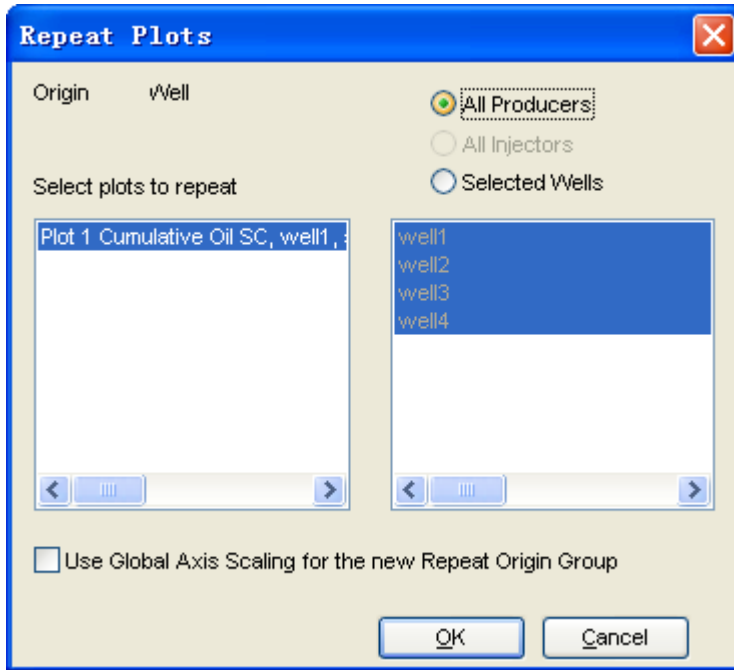 Repeat Plots
Origin Well
All Producers
All Injectors
Select plots to repeat
Selected Wells
Plot 1 Cumulative Oil SC, well1,
well1
well2
well3
well4
Use Global Axis Scaling for the new Repeat Origin Group
OK Cancel